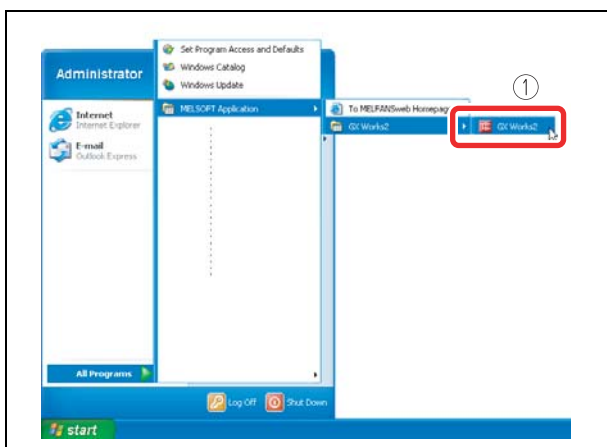 Administrator
Internet
Internet Explorer
E-mail
Outlook Express
All Programs
Set Program Access and Defaults
Windows Catalog
Windows Update
MELSOFT Application
To MELFANSweb Homepage
GX Works2
①
GX Works2
Log Off
Shut Down
start